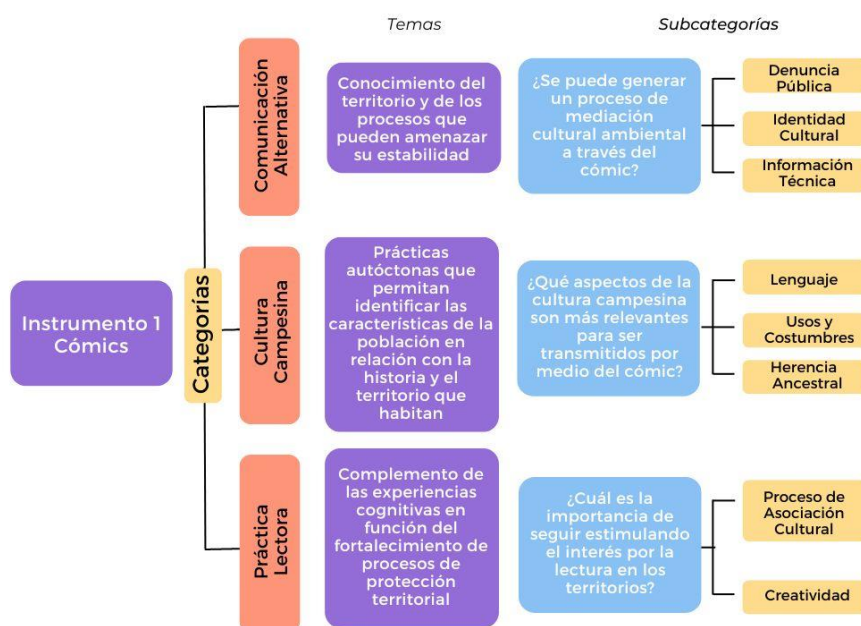 Temas
Subcategorías
Instrumento 1
Cómics
Categorías
Comunicación
Alternativa
Conocimiento del
territorio y de los
procesos que
pueden amenazar
su estabilidad
¿Se puede generar
un proceso de
mediación
cultural ambiental
a través del
cómic?
Denuncia
Pública
Identidad
Cultural
Información
Técnica
Cultura
Campesina
Prácticas
autóctonas que
permitan
identificar las
características de la
población en
relación con la
historia y el
territorio que
habitan
¿Qué aspectos de la
cultura campesina
son más relevantes
para ser
transmitidos por
medio del cómic?
Lenguaje
Usos y
Costumbres
Herencia
Ancestral
Práctica
Lectora
Complemento de
las experiencias
cognitivas en
función del
fortalecimiento de
procesos de
protección
territorial
¿Cuál es la
importancia de
seguir estimulando
el interés por la
lectura en los
territorios?
Proceso de
Asociación
Cultural
Creatividad